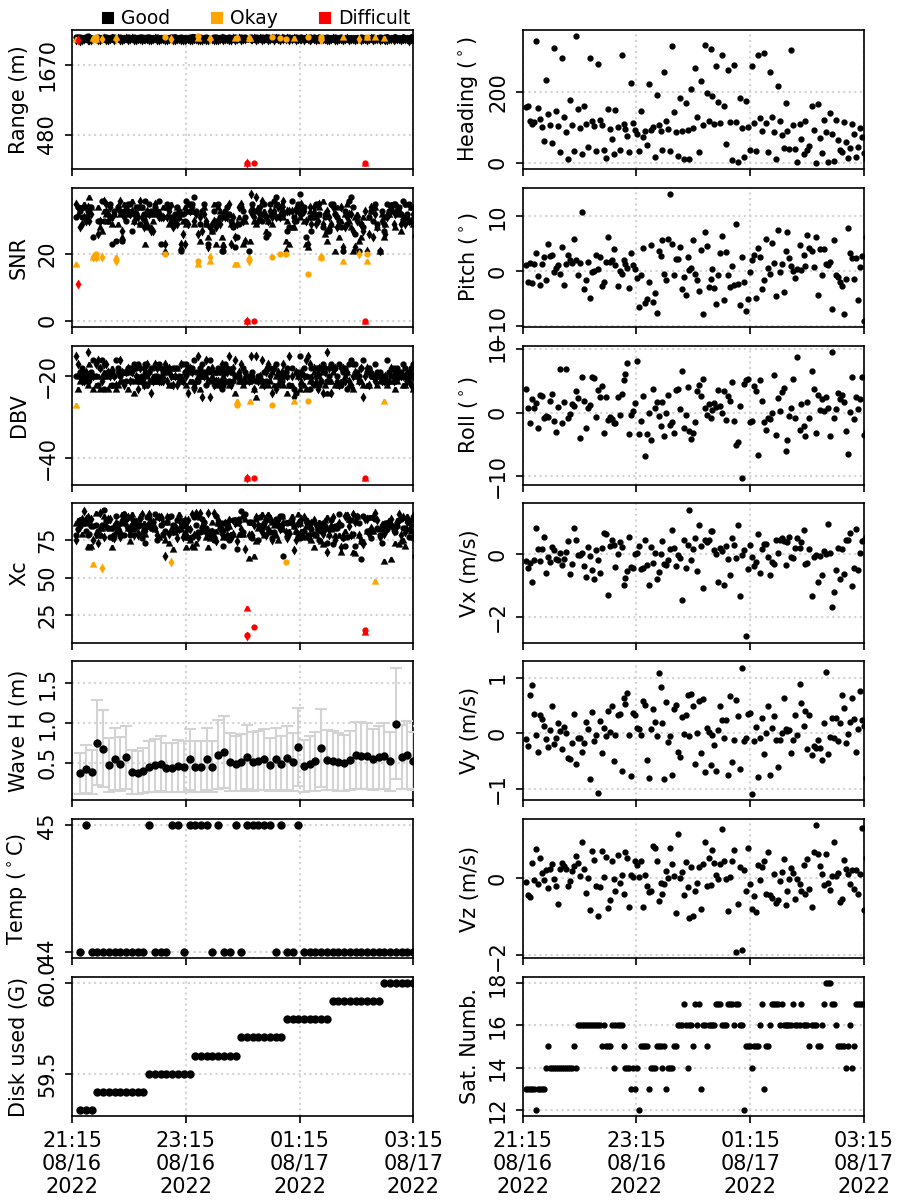 Good Okay Difficult
Range (m)
1670
480
Heading (°)
200
0
SNR
20
0
Pitch (°)
10
0
−10
DBV
−20
−40
Roll (°)
10
0
−10
Xc
75
50
25
Vx (m/s)
0
−2
Wave H (m)
1.5
1.0
0.5
Vy (m/s)
1
0
−1
Temp (°C)
45
44
Vz (m/s)
0
−2
Disk used (G)
60.0
59.5
Sat. Numb.
18
16
14
12
21:15 23:15 01:15 03:15
08/16 08/16 08/17 08/17
2022 2022 2022 2022
21:15 23:15 01:15 03:15
08/16 08/16 08/17 08/17
2022 2022 2022 2022